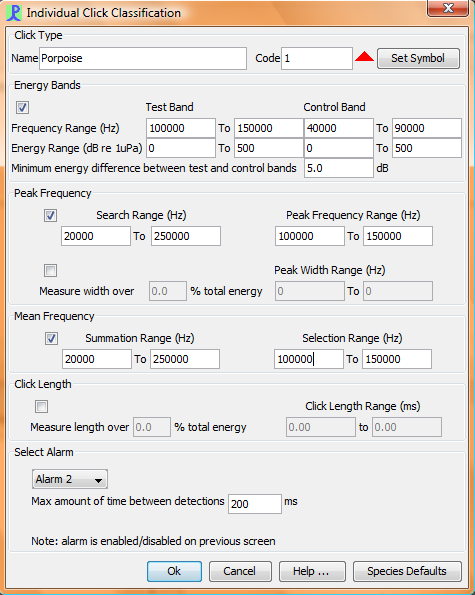 Individual Click Classification
Click Type
Name Porpoise Code 1 Set Symbol
Energy Bands
Test Band Control Band
Frequency Range (Hz) 100000 To 150000 40000 To 90000
Energy Range (dB re 1uPa) 0 To 500 0 To 500
Minimum energy difference between test and control bands 5.0 dB
Peak Frequency
Search Range (Hz) Peak Frequency Range (Hz)
20000 To 250000 100000 To 150000
Peak Width Range (Hz)
Measure width over 0.0 % total energy 0 To 0
Mean Frequency
Summation Range (Hz) Selection Range (Hz)
20000 To 250000 100000 To 150000
Click Length
Click Length Range (ms)
Measure length over 0.0 % total energy 0.00 to 0.00
Select Alarm
Alarm 2
Max amount of time between detections 200 ms
Note: alarm is enabled/disabled on previous screen
Ok Cancel Help ... Species Defaults